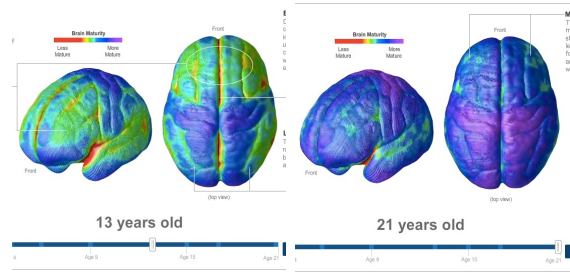 Front
Brain Maturity
Less More
Mature Mature
Front
(top view)
13 years old
Age 9 Age 15 Age 21
Front
Brain Maturity
Less More
Mature Mature
Front
(top view)
21 years old
Age 9 Age 15 Age 21